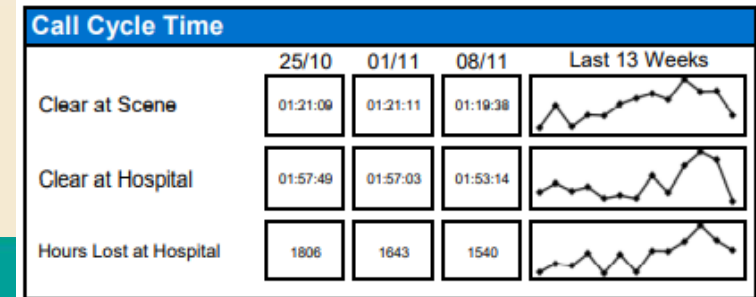 Call Cycle Time
25/10 01/11 08/11 Last 13 Weeks
Clear at Scene 01:21:09 01:21:11 01:19:38
Clear at Hospital 01:57:49 01:57:03 01:53:14
Hours Lost at Hospital 1806 1643 1540